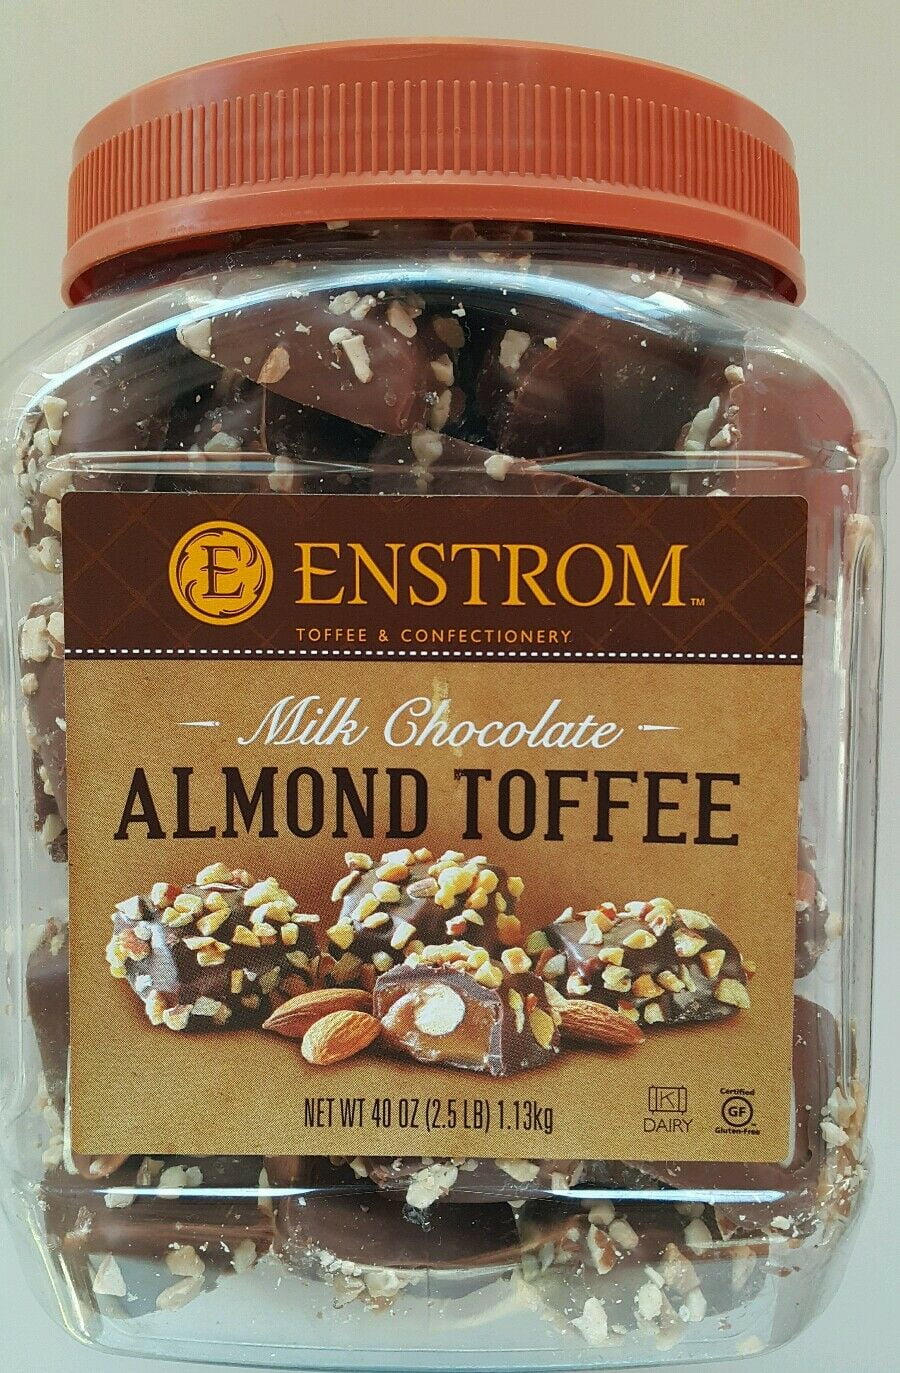 E ENSTROM™
TOFFEE & CONFECTIONERY
Milk Chocolate
ALMOND TOFFEE
NET WT 40 OZ (2.5 LB) 1.13kg
K
DAIRY
Certified
GF
Gluten-Free